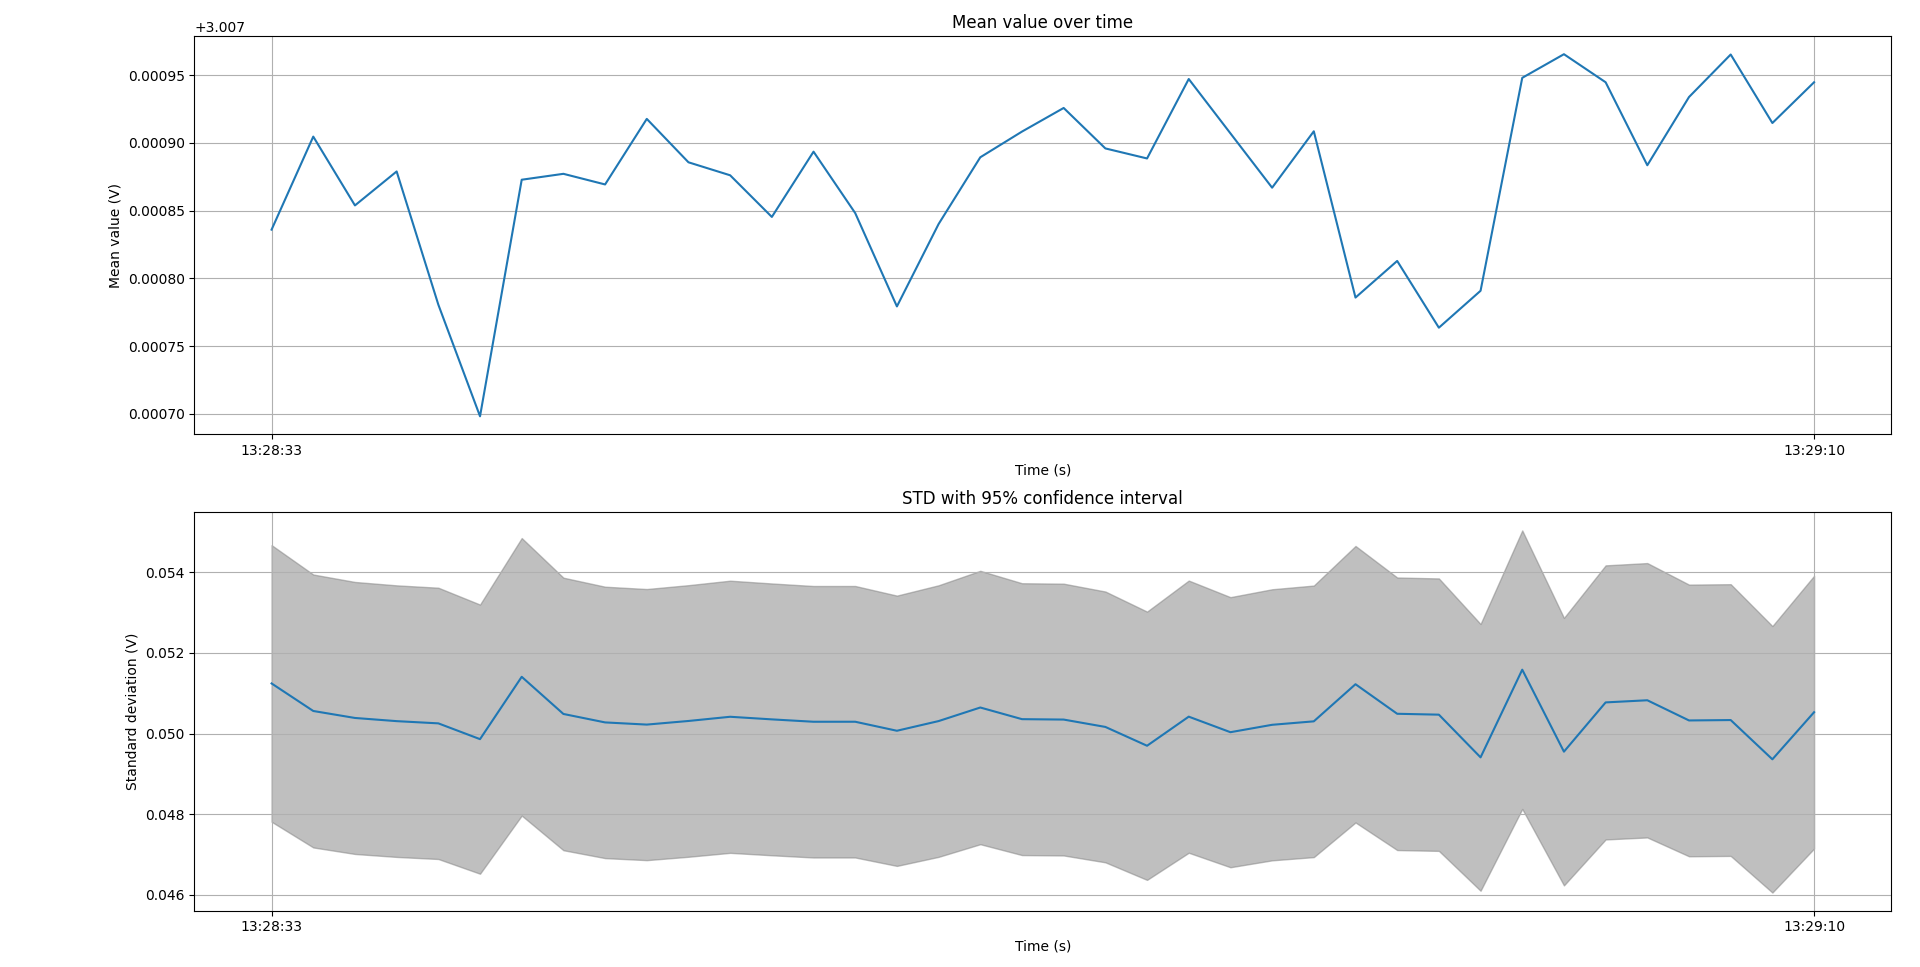 Mean value over time
+3.007
0.00095
0.00090
0.00085
0.00080
0.00075
0.00070
Mean value (V)
13:28:33 13:29:10
Time (s)
STD with 95% confidence interval
0.054
0.052
0.050
0.048
0.046
Standard deviation (V)
13:28:33 13:29:10
Time (s)